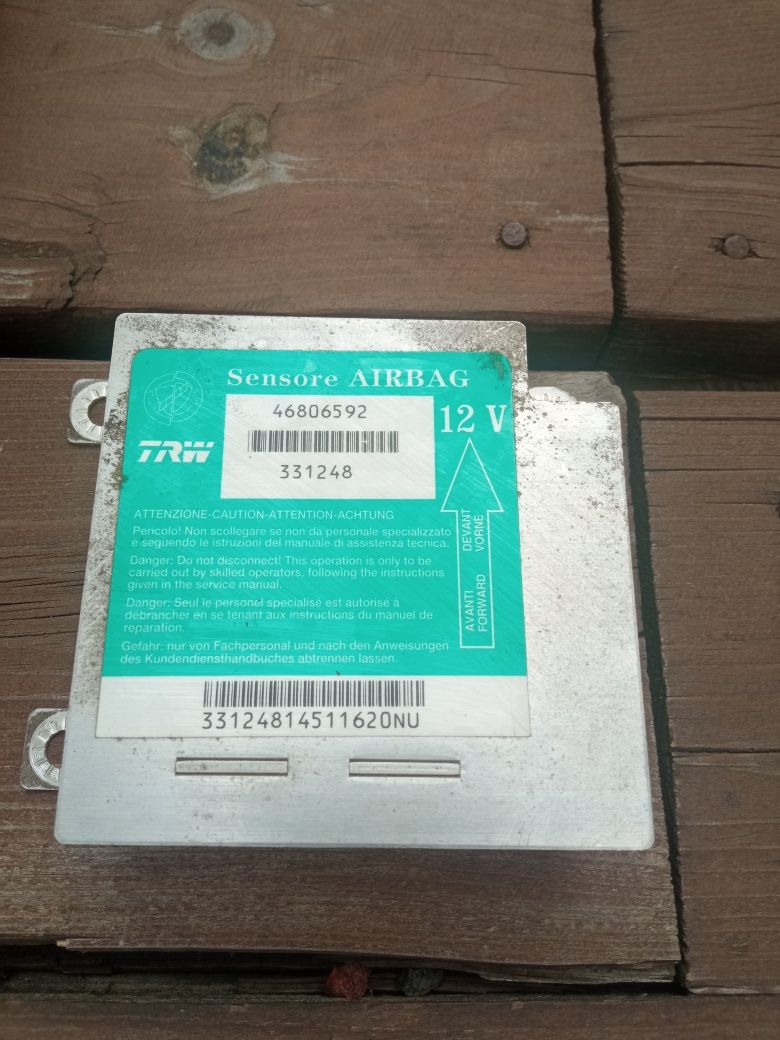 Sensore AIRBAG
46806592
12 V
TRW
331248
ATTENZIONE-CAUTION-ATTENTION-ACHTUNG
Pericolo! Non scollegare se non da personale specializzato
e seguendo le istruzioni del manuale di assistenza tecnica.
Danger: Do not disconnect! This operation is only to be
carried out by skilled operators, following the instructions
given in the service manual.
Danger: Seul le personel specialisé est autorise à
débrancher en se tenant aux instructions du manuel de
reparation.
Gefahr: nur von Fachpersonal und nach den Anweisungen
des Kundendiensthandbuches abtrennen lassen.
AVANTI DEVANT
FORWARD VORNE
33124814511620NU